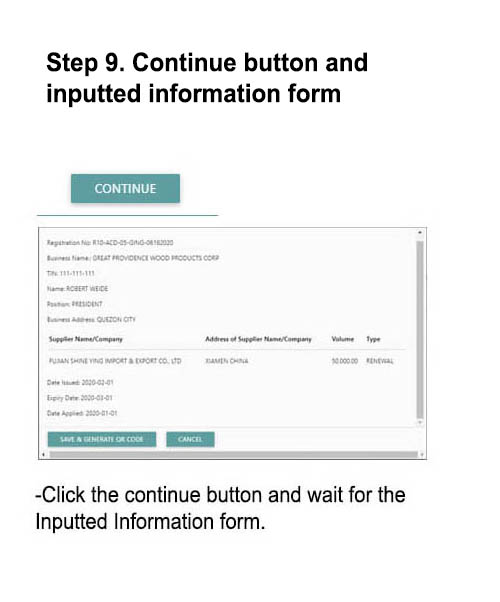 Step 9. Continue button and
inputted information form
CONTINUE
Registration No: R10-ACD-05-GING-06182020
Business Name: GREAT PROVIDENCE WOOD PRODUCTS CORP
TIN: 111-111-111
Name: ROBERT WEIDE
Position: PRESIDENT
Business Address: QUEZON CITY
Supplier Name/Company Address of Supplier Name/Company Volume Type
FUJIAN SHINE YING IMPORT & EXPORT CO., LTD XIAMEN CHINA 50,000.00 RENEWAL
Date Issued: 2020-02-01
Expiry Date: 2020-03-01
Date Applied: 2020-01-01
SAVE & GENERATE QR CODE CANCEL
-Click the continue button and wait for the
Inputted Information form.